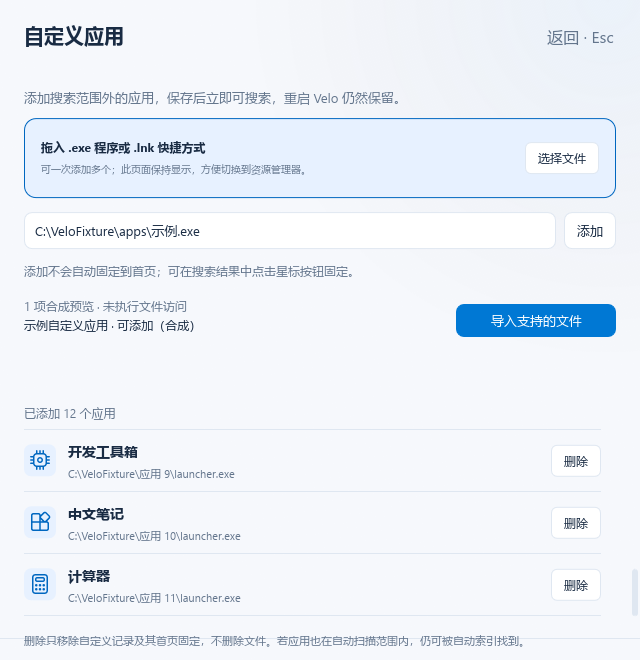 自定义应用
返回 · Esc
添加搜索范围外的应用，保存后立即可搜索，重启 Velo 仍然保留。
拖入 .exe 程序或 .lnk 快捷方式
可一次添加多个；此页面保持显示，方便切换到资源管理器。
选择文件
C:\VeloFixture\apps\示例.exe
添加
添加不会自动固定到首页；可在搜索结果中点击星标按钮固定。
1 项合成预览 · 未执行文件访问
示例自定义应用 · 可添加（合成）
导入支持的文件
已添加 12 个应用
开发工具箱
C:\VeloFixture\应用 9\launcher.exe
删除
中文笔记
C:\VeloFixture\应用 10\launcher.exe
删除
计算器
C:\VeloFixture\应用 11\launcher.exe
删除
删除只移除自定义记录及其首页固定，不删除文件。若应用也在自动扫描范围内，仍可被自动索引找到。